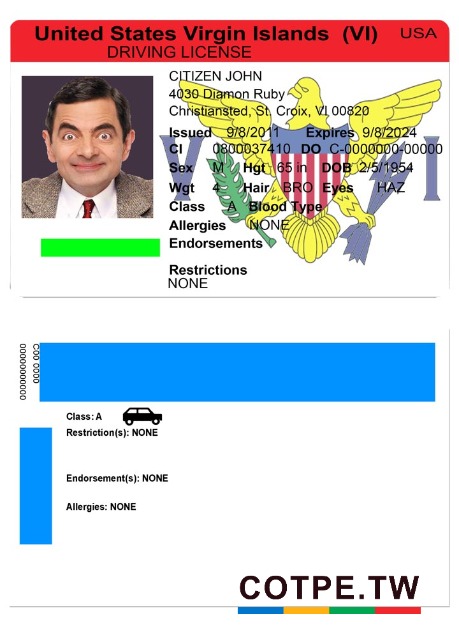 United States Virgin Islands (VI) USA
DRIVING LICENSE
CITIZEN JOHN
4030 Diamon Ruby
Christiansted, St. Croix, VI 00820
Issued 9/8/2011 Expires 9/8/2024
CI 0800037410 DO C-0000000-00000
Sex M Hgt 65 in DOB 2/5/1954
Wgt 4 Hair BRO Eyes HAZ
Class A Blood Type
Allergies NONE
Endorsements
Restrictions
NONE
V I
C00 0000
00000000000
Class: A
Restriction(s): NONE
Endorsement(s): NONE
Allergies: NONE
COTPE.TW